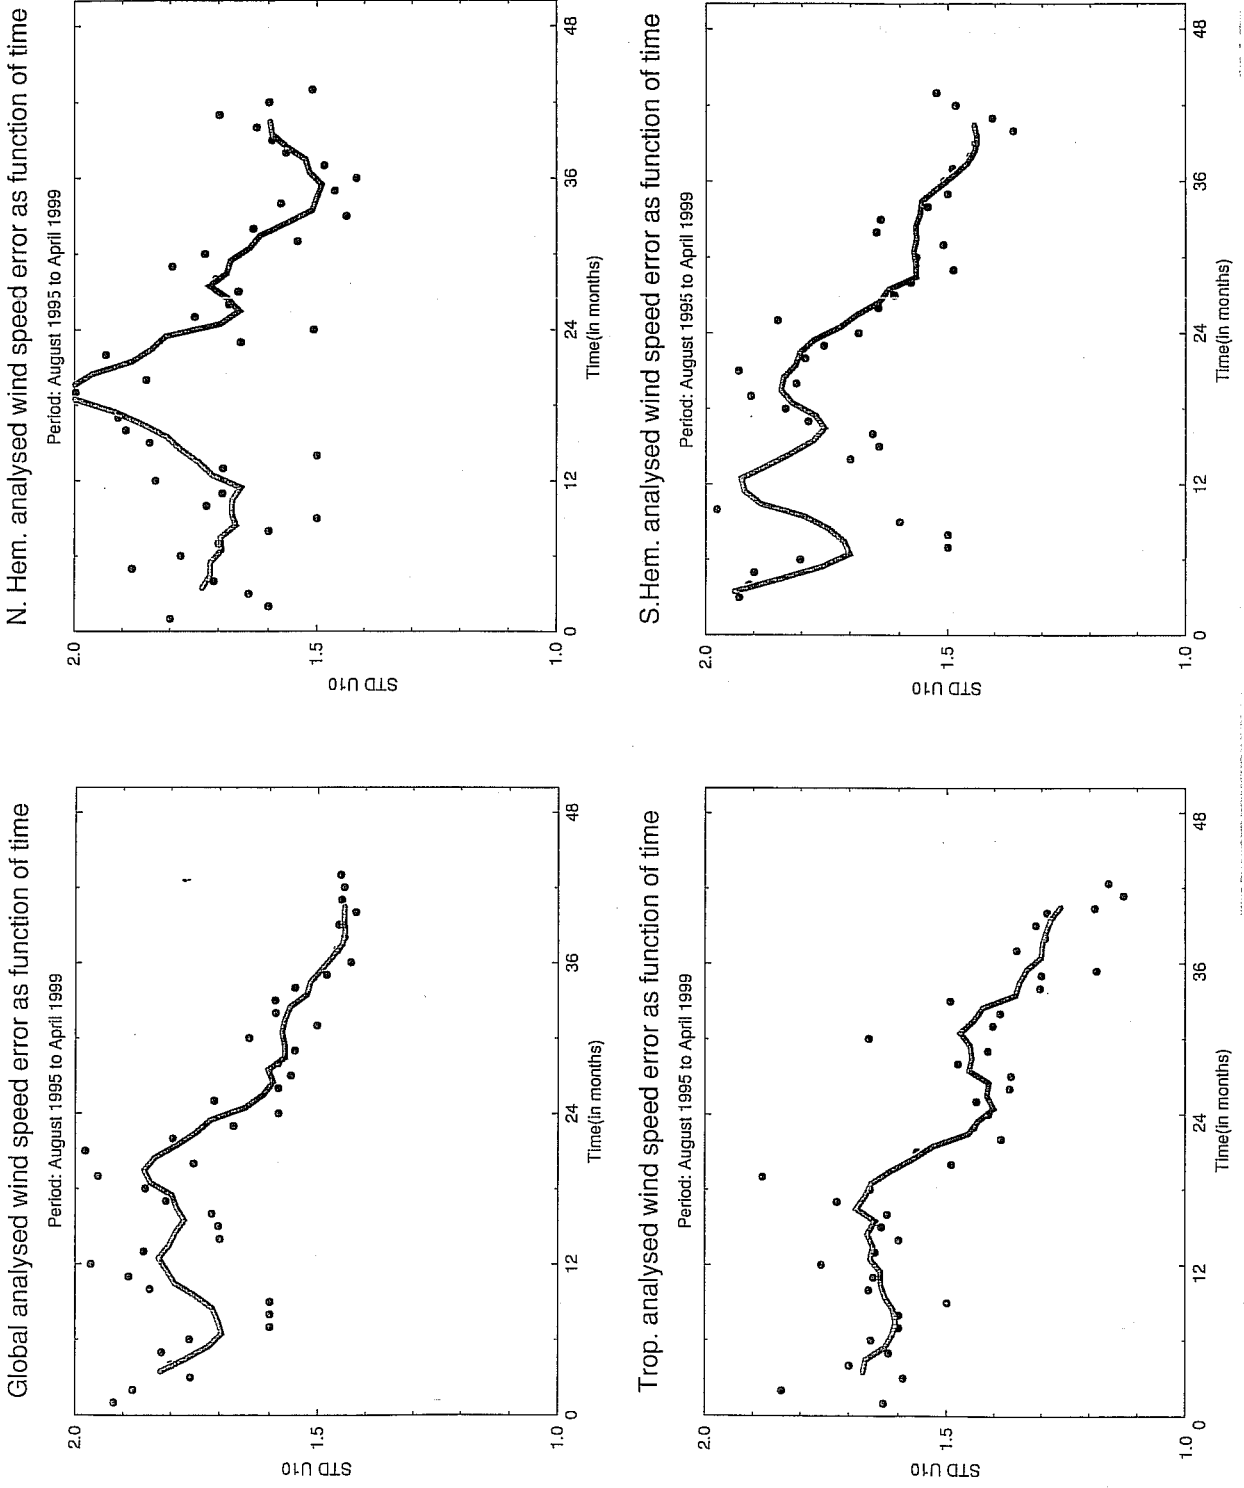 Global analysed wind speed error as function of time
Period: August 1995 to April 1999
2.0
1.5
1.0
STD U10
0
12
24
36
48
Time(in months)
N. Hem. analysed wind speed error as function of time
Period: August 1995 to April 1999
2.0
1.5
1.0
STD U10
0
12
24
36
48
Time(in months)
Trop. analysed wind speed error as function of time
Period: August 1995 to April 1999
2.0
1.5
1.0
STD U10
0
12
24
36
48
Time(in months)
S.Hem. analysed wind speed error as function of time
Period: August 1995 to April 1999
2.0
1.5
1.0
STD U10
0
12
24
36
48
Time(in months)